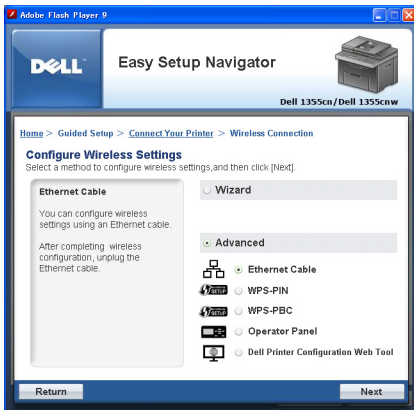 Adobe Flash Player 9
DELL
Easy Setup Navigator
Dell 1355cn/Dell 1355cnw
Home > Guided Setup > Connect Your Printer > Wireless Connection
Configure Wireless Settings
Select a method to configure wireless settings,and then click [Next].
Ethernet Cable
You can configure wireless
settings using an Ethernet cable.
After completing wireless
configuration, unplug the
Ethernet cable.
Wizard
Advanced
Ethernet Cable
WPS-PIN
WPS-PBC
Operator Panel
Dell Printer Configuration Web Tool
Return
Next